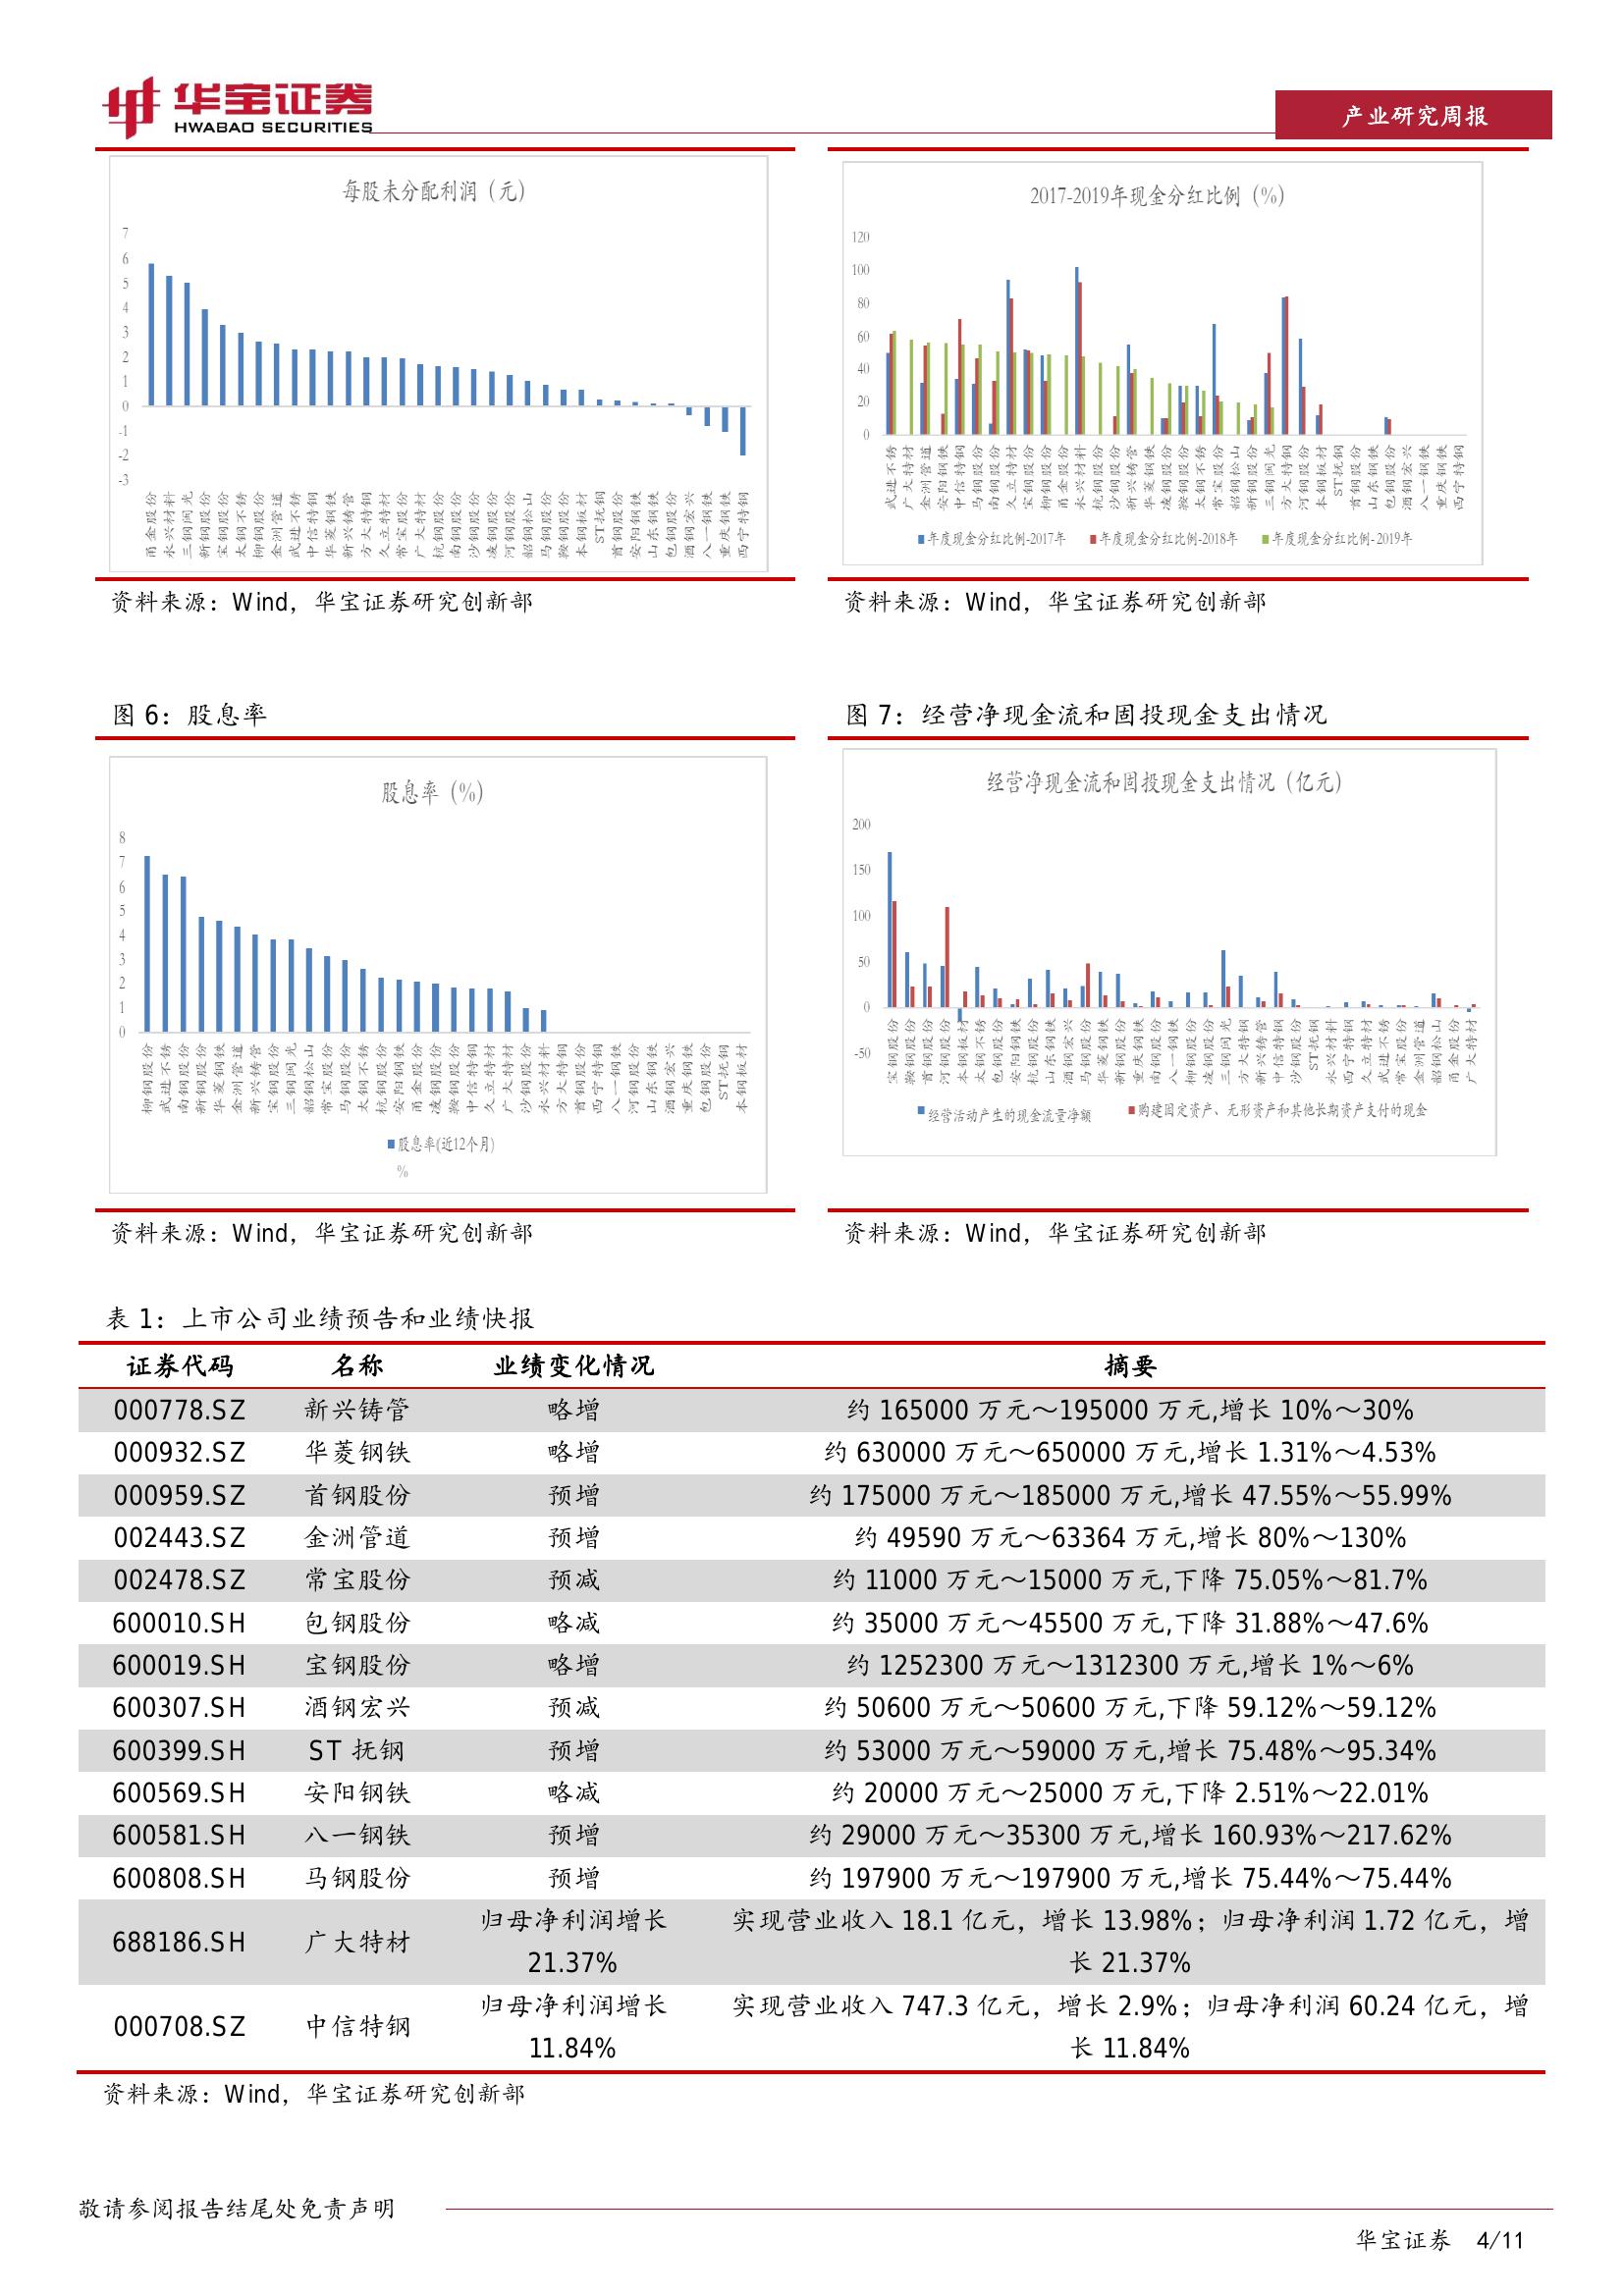 华宝证券
HWABAO SECURITIES
产业研究周报
每股未分配利润（元）
7
6
5
4
3
2
1
0
-1
-2
-3
甬金股份 永兴材料 三钢闽光 新钢股份 宝钢股份 太钢不锈 柳钢股份 金洲管道 武进不锈 中信特钢 华菱钢铁 新兴铸管 方大特钢 久立特材 常宝股份 广大特材 杭钢股份 南钢股份 沙钢股份 凌钢股份 河钢股份 韶钢松山 马钢股份 鞍钢股份 本钢板材 ST抚钢 首钢股份 安阳钢铁 山东钢铁 包钢股份 酒钢宏兴 八一钢铁 重庆钢铁 西宁特钢
2017-2019年现金分红比例（%）
120
100
80
60
40
20
0
武进不锈 广大特材 金洲管道 安阳钢铁 中信特钢 马钢股份 南钢股份 久立特材 宝钢股份 柳钢股份 甬金股份 永兴材料 杭钢股份 沙钢股份 新兴铸管 华菱钢铁 凌钢股份 鞍钢股份 太钢不锈 常宝股份 韶钢松山 新钢股份 三钢闽光 方大特钢 河钢股份 本钢板材 ST抚钢 首钢股份 山东钢铁 包钢股份 酒钢宏兴 八一钢铁 重庆钢铁 西宁特钢
年度现金分红比例-2017年 年度现金分红比例-2018年 年度现金分红比例-2019年
资料来源：Wind，华宝证券研究创新部
资料来源：Wind，华宝证券研究创新部
图 6：股息率
图 7：经营净现金流和固投现金支出情况
股息率（%）
8
7
6
5
4
3
2
1
0
柳钢股份 武进不锈 南钢股份 新钢股份 华菱钢铁 金洲管道 新兴铸管 宝钢股份 三钢闽光 韶钢松山 常宝股份 马钢股份 太钢不锈 杭钢股份 安阳钢铁 甬金股份 凌钢股份 鞍钢股份 中信特钢 久立特材 广大特材 沙钢股份 永兴材料 方大特钢 首钢股份 西宁特钢 八一钢铁 河钢股份 山东钢铁 酒钢宏兴 重庆钢铁 包钢股份 ST抚钢 本钢板材
股息率(近12个月)
%
经营净现金流和固投现金支出情况（亿元）
200
150
100
50
0
-50
宝钢股份 鞍钢股份 首钢股份 河钢股份 本钢板材 太钢不锈 包钢股份 安阳钢铁 杭钢股份 山东钢铁 酒钢宏兴 马钢股份 华菱钢铁 新钢股份 重庆钢铁 南钢股份 八一钢铁 柳钢股份 凌钢股份 三钢闽光 方大特钢 新兴铸管 中信特钢 沙钢股份 ST抚钢 永兴材料 西宁特钢 久立特材 武进不锈 常宝股份 金洲管道 韶钢松山 甬金股份 广大特材
经营活动产生的现金流量净额 购建固定资产、无形资产和其他长期资产支付的现金
资料来源：Wind，华宝证券研究创新部
资料来源：Wind，华宝证券研究创新部
表 1：上市公司业绩预告和业绩快报
证券代码 名称 业绩变化情况 摘要
000778.SZ 新兴铸管 略增 约 165000 万元～195000 万元,增长 10%～30%
000932.SZ 华菱钢铁 略增 约 630000 万元～650000 万元,增长 1.31%～4.53%
000959.SZ 首钢股份 预增 约 175000 万元～185000 万元,增长 47.55%～55.99%
002443.SZ 金洲管道 预增 约 49590 万元～63364 万元,增长 80%～130%
002478.SZ 常宝股份 预减 约 11000 万元～15000 万元,下降 75.05%～81.7%
600010.SH 包钢股份 略减 约 35000 万元～45500 万元,下降 31.88%～47.6%
600019.SH 宝钢股份 略增 约 1252300 万元～1312300 万元,增长 1%～6%
600307.SH 酒钢宏兴 预减 约 50600 万元～50600 万元,下降 59.12%～59.12%
600399.SH ST 抚钢 预增 约 53000 万元～59000 万元,增长 75.48%～95.34%
600569.SH 安阳钢铁 略减 约 20000 万元～25000 万元,下降 2.51%～22.01%
600581.SH 八一钢铁 预增 约 29000 万元～35300 万元,增长 160.93%～217.62%
600808.SH 马钢股份 预增 约 197900 万元～197900 万元,增长 75.44%～75.44%
688186.SH 广大特材 归母净利润增长 实现营业收入 18.1 亿元，增长 13.98%；归母净利润 1.72 亿元，增
21.37% 长 21.37%
000708.SZ 中信特钢 归母净利润增长 实现营业收入 747.3 亿元，增长 2.9%；归母净利润 60.24 亿元，增
11.84% 长 11.84%
资料来源：Wind，华宝证券研究创新部
敬请参阅报告结尾处免责声明
华宝证券 4/11